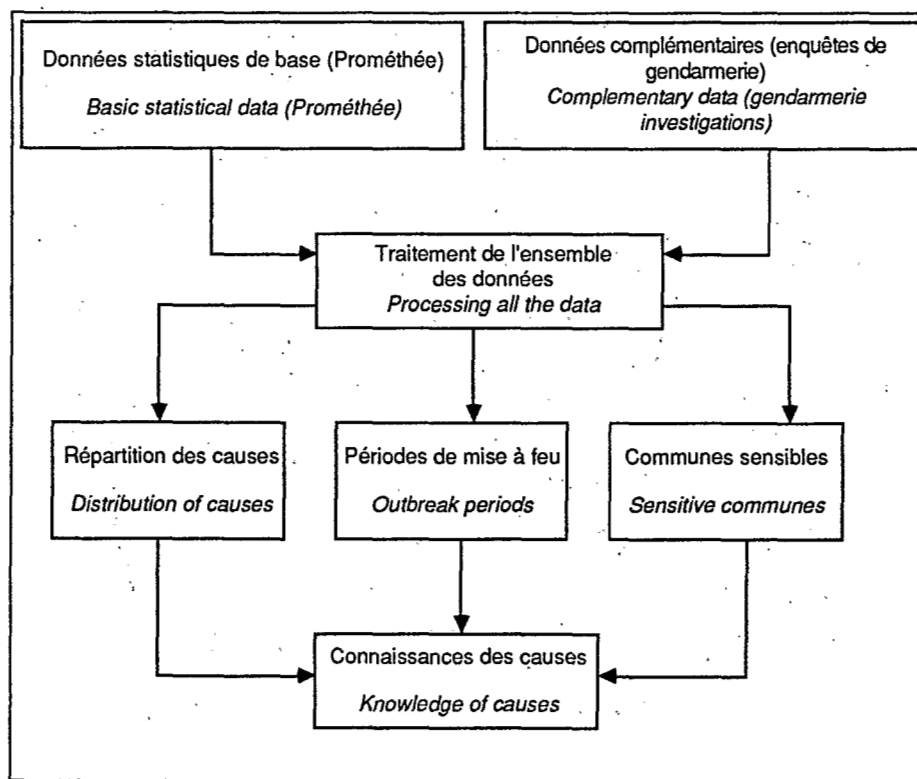 Données statistiques de base (Prométhée)
Basic statistical data (Prométhée)
Données complémentaires (enquêtes de
gendarmerie)
Complementary data (gendarmerie
investigations)
Traitement de l'ensemble
des données
Processing all the data
Répartition des causes
Distribution of causes
Périodes de mise à feu
Outbreak periods
Communes sensibles
Sensitive communes
Connaissances des causes
Knowledge of causes